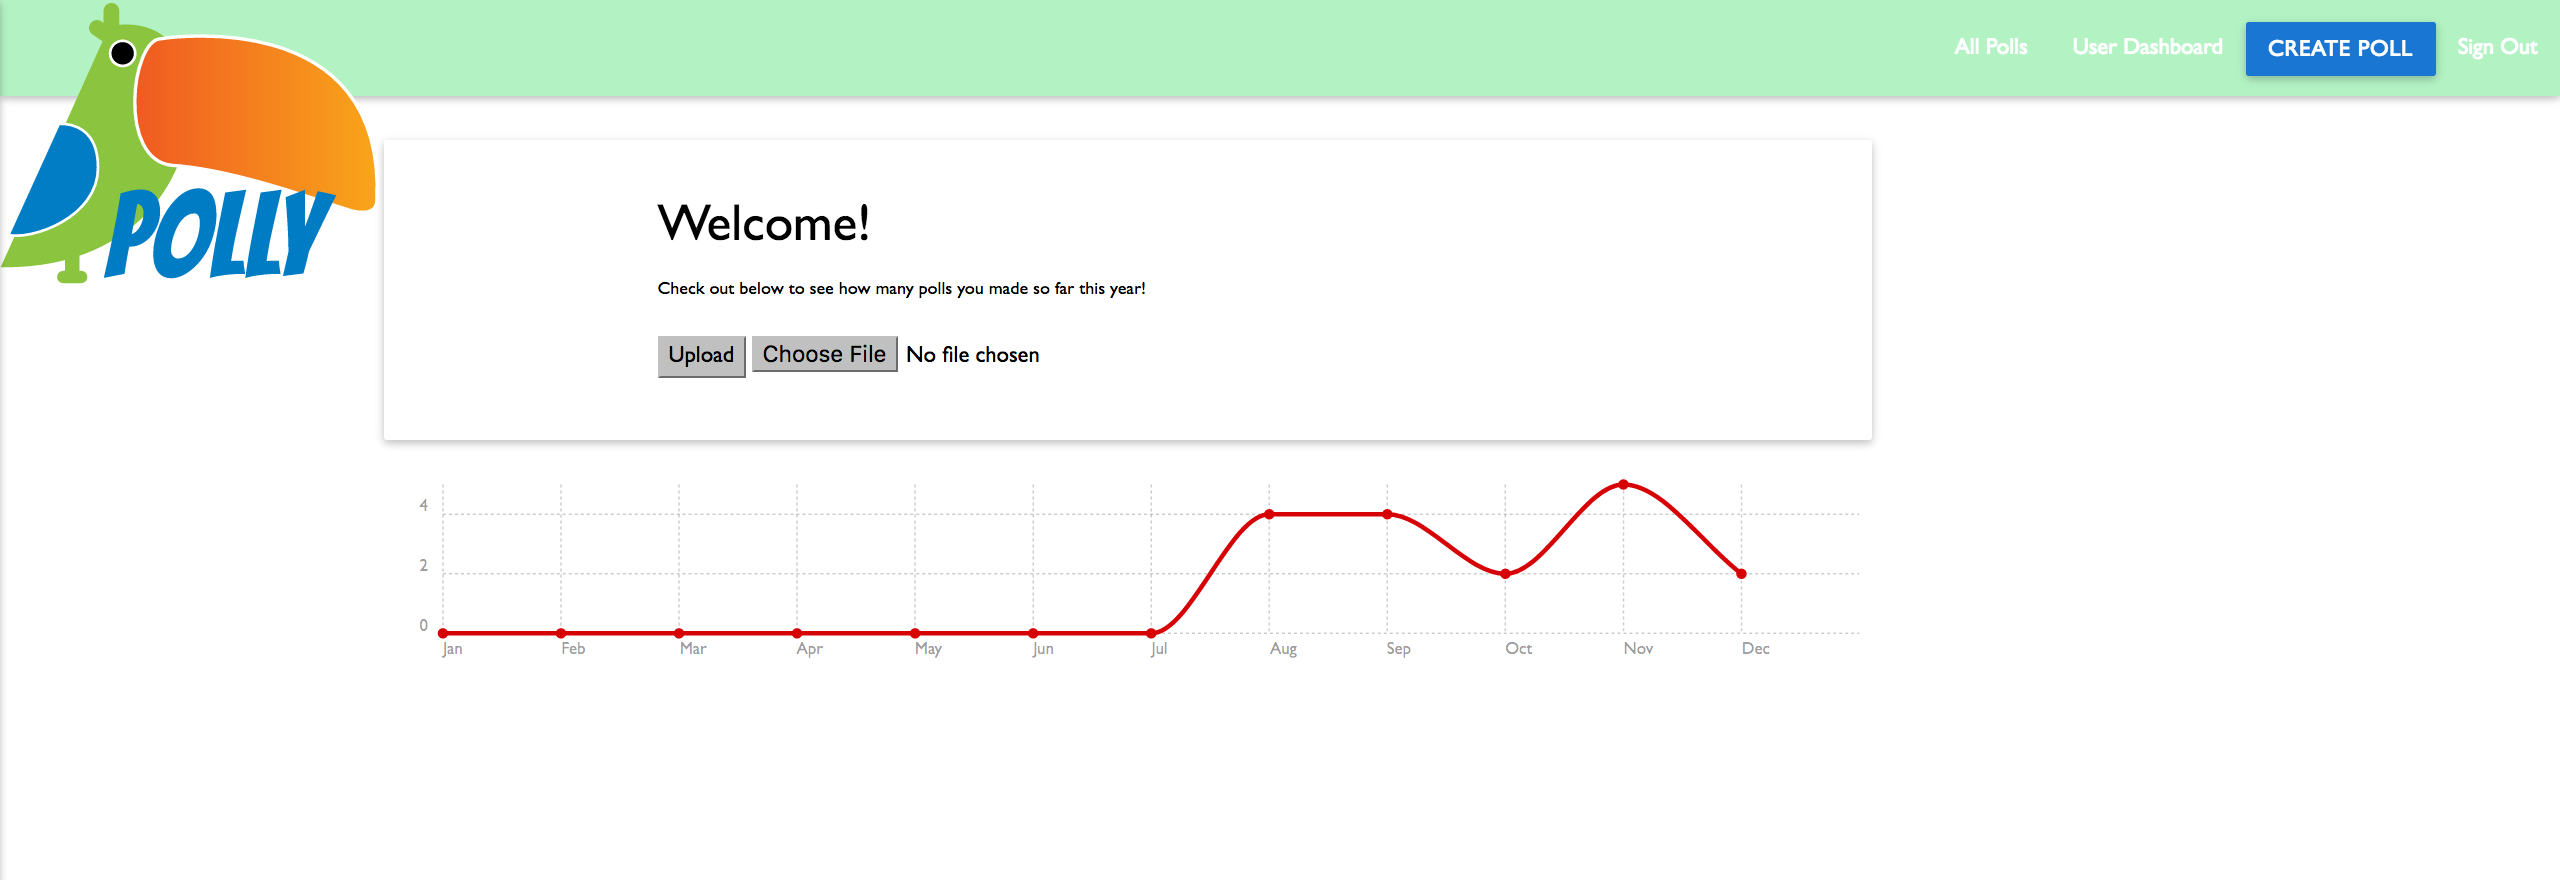 All Polls User Dashboard CREATE POLL Sign Out
POLLY
Welcome!
Check out below to see how many polls you made so far this year!
Upload Choose File No file chosen
4
2
0
Jan Feb Mar Apr May Jun Jul Aug Sep Oct Nov Dec